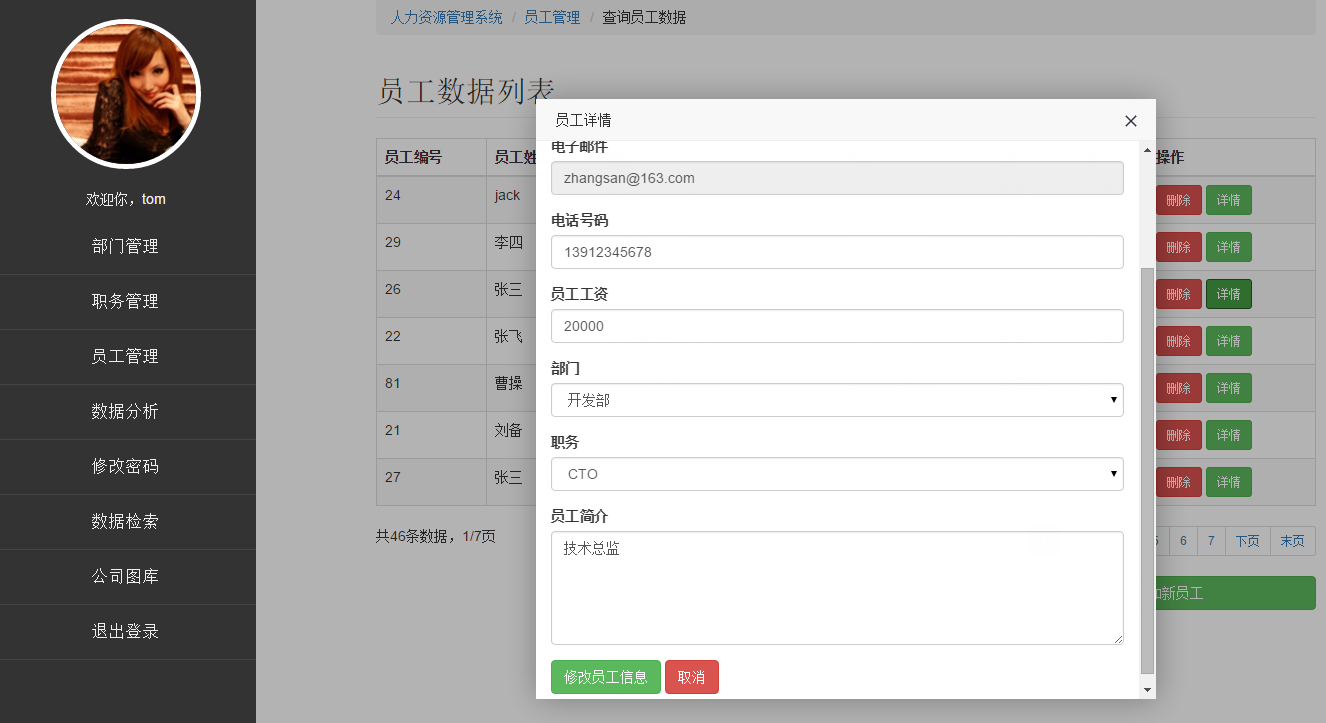 欢迎你，tom
部门管理
职务管理
员工管理
数据分析
修改密码
数据检索
公司图库
退出登录
人力资源管理系统 / 员工管理 / 查询员工数据
员工数据列表
员工编号 员工姓 操作
24 jack 删除 详情
29 李四 删除 详情
26 张三 删除 详情
22 张飞 删除 详情
81 曹操 删除 详情
21 刘备 删除 详情
27 张三 删除 详情
共46条数据，1/7页
6 7 下页 末页
新员工
员工详情 ×
电子邮件
zhangsan@163.com
电话号码
13912345678
员工工资
20000
部门
开发部
职务
CTO
员工简介
技术总监
修改员工信息 取消